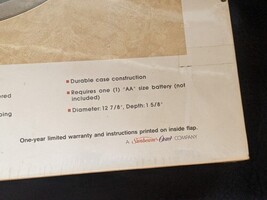 Durable case construction
Requires one (1) "AA" size battery (not
included)
Diameter: 12 7/8", Depth: 1 5/8"
One-year limited warranty and instructions printed on inside flap.
A Sunbeam-Oster COMPANY